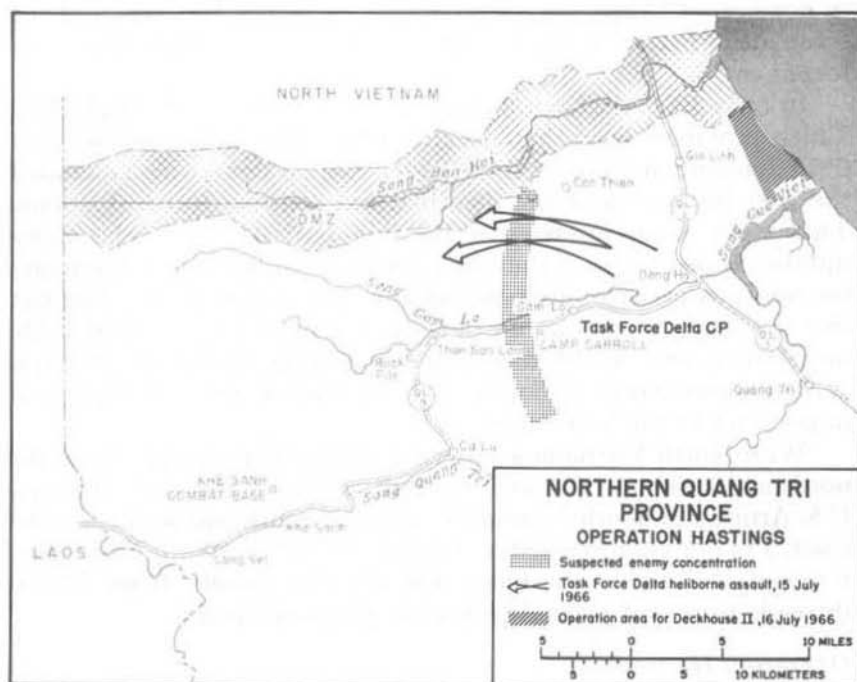 NORTH VIETNAM
Song Ben Hai
DMZ
Con Thien
Gio Linh
Song Cua Viet
Dong Ha
Song Cam Lo
Cam Lo
Task Force Delta CP
CAMP CARROLL
Thon Son Lam
Rock Pile
Quang Tri
Ca Lu
Song Quang Tri
KHE SANH
COMBAT BASE
Khe Sanh
Lang Vei
LAOS
NORTHERN QUANG TRI
PROVINCE
OPERATION HASTINGS
Suspected enemy concentration
Task Force Delta heliborne assault, 15 July
1966
Operation area for Deckhouse II, 16 July 1966
5 0 5 10 MILES
5 0 5 10 KILOMETERS